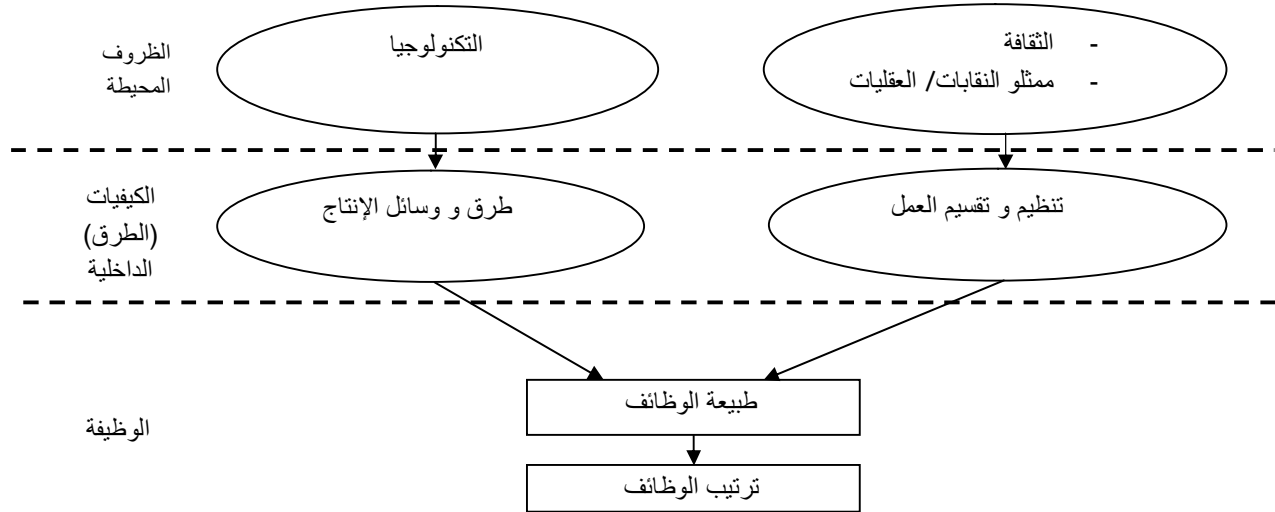 - الثقافة
- ممثلو النقابات/ العقليات
التكنولوجيا
الظروف
المحيطة
تنظيم و تقسيم العمل
طرق و وسائل الإنتاج
الكيفيات
(الطرق)
الداخلية
طبيعة الوظائف
الوظيفة
ترتيب الوظائف